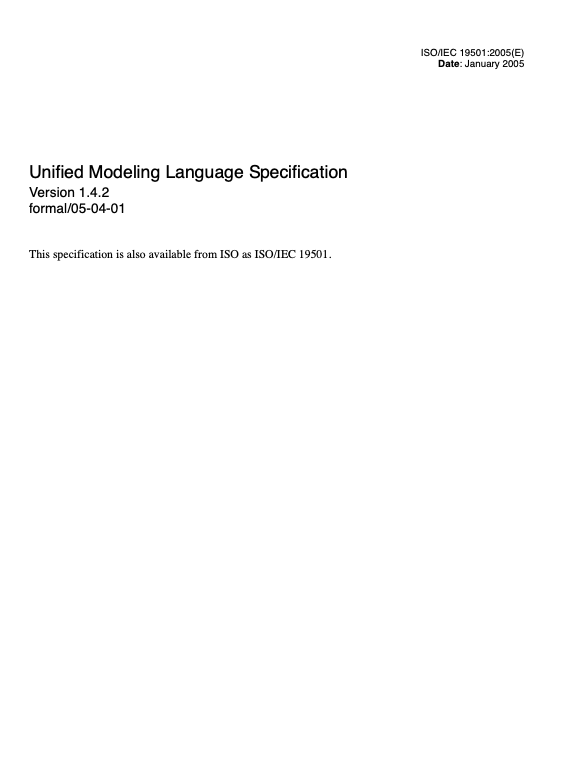 ISO/IEC 19501:2005(E)
Date: January 2005
Unified Modeling Language Specification
Version 1.4.2
formal/05-04-01
This specification is also available from ISO as ISO/IEC 19501.